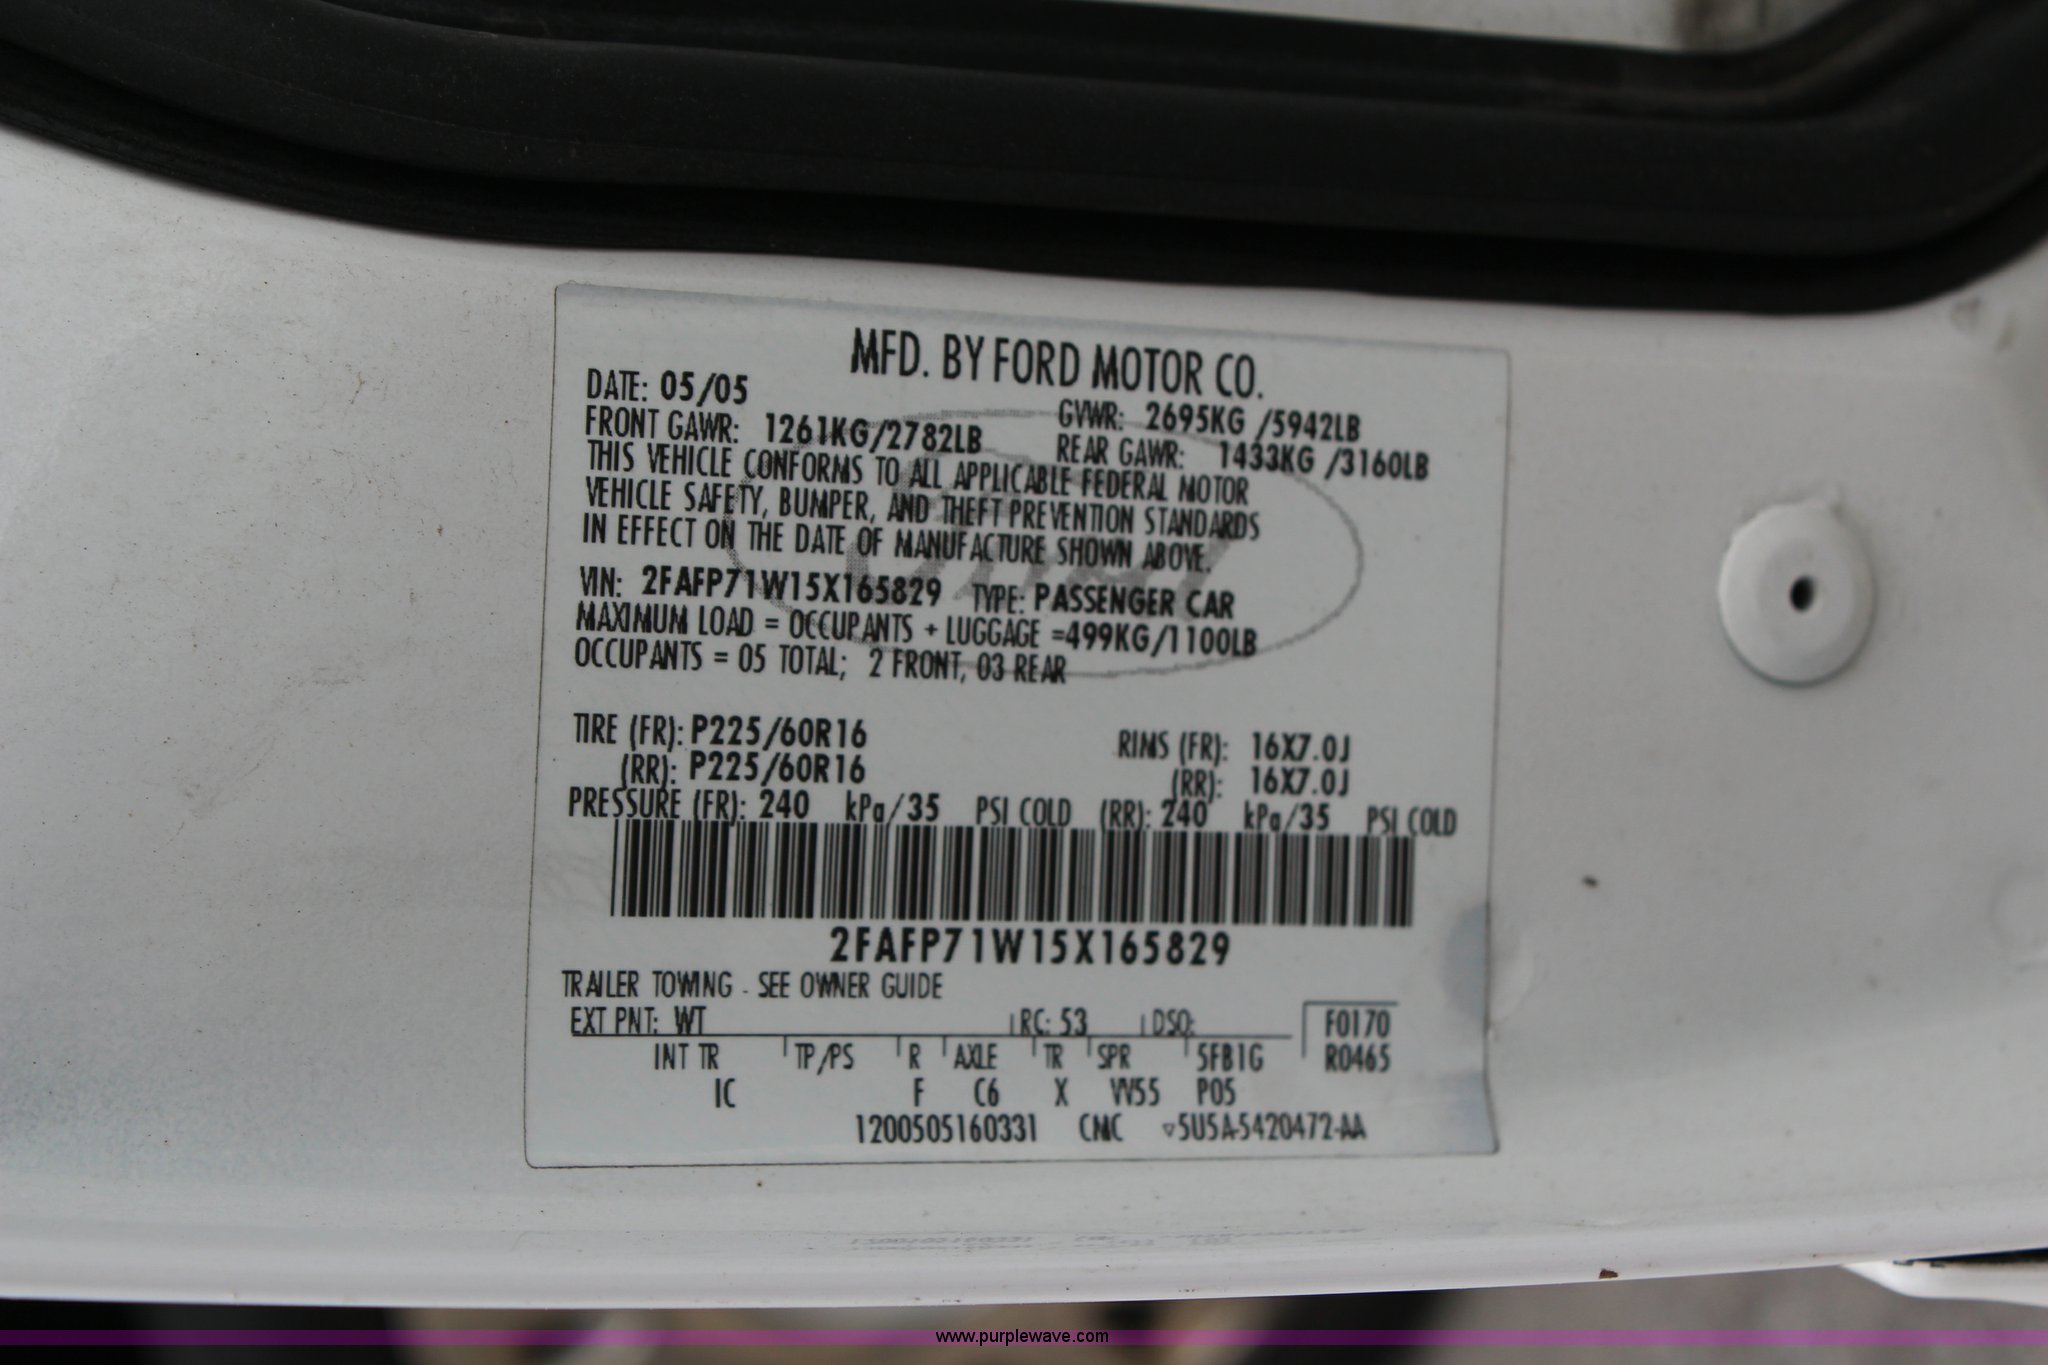 MFD. BY FORD MOTOR CO.
DATE: 05/05 GVWR: 2695KG /5942LB
FRONT GAWR: 1261KG/2782LB REAR GAWR: 1433KG /3160LB
THIS VEHICLE CONFORMS TO ALL APPLICABLE FEDERAL MOTOR
VEHICLE SAFETY, BUMPER, AND THEFT PREVENTION STANDARDS
IN EFFECT ON THE DATE OF MANUFACTURE SHOWN ABOVE.
VIN: 2FAFP71W15X165829 TYPE: PASSENGER CAR
MAXIMUM LOAD = OCCUPANTS + LUGGAGE =499KG/1100LB
OCCUPANTS = 05 TOTAL; 2 FRONT, 03 REAR
TIRE (FR): P225/60R16 RIMS (FR): 16X7.0J
(RR): P225/60R16 (RR): 16X7.0J
PRESSURE (FR): 240 kPa/35 PSI COLD (RR): 240 kPa/35 PSI COLD
2FAFP71W15X165829
TRAILER TOWING - SEE OWNER GUIDE
EXT PNT: WT RC: 53 DSO: F0170
INT TR TP/PS R AXLE TR SPR 5FB1G R0465
IC F C6 X VV55 P05
1200505160331 CMC ▿5U5A-5420472-AA
www.purplewave.com